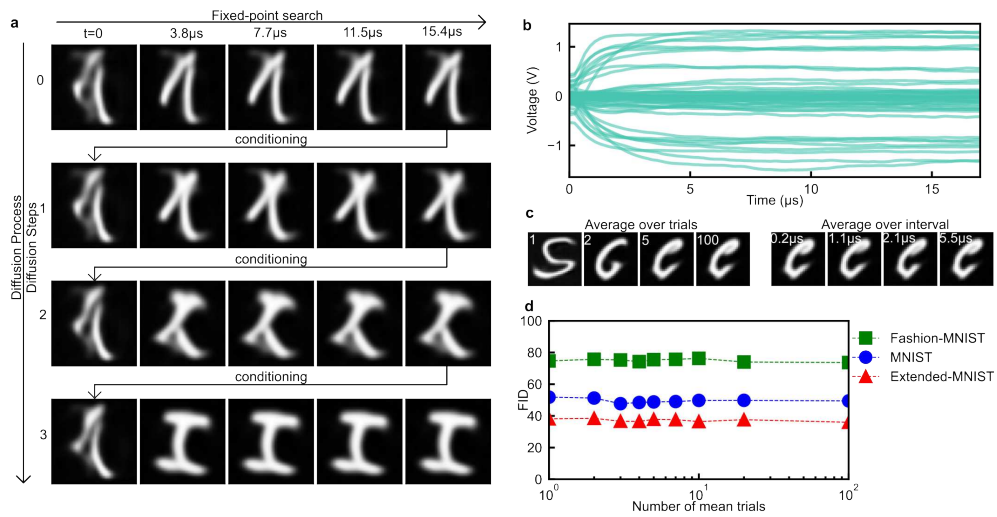 a
Fixed-point search
t=0 3.8μs 7.7μs 11.5μs 15.4μs
Diffusion Process
Diffusion Steps
0
conditioning
1
conditioning
2
conditioning
3
b
Voltage (V)
1
0
−1
0 5 10 15
Time (μs)
c
Average over trials
1 2 5 100
Average over interval
0.2μs 1.1μs 2.1μs 5.5μs
d
FID
100
80
60
40
20
0
10^0 10^1 10^2
Number of mean trials
Fashion-MNIST
MNIST
Extended-MNIST